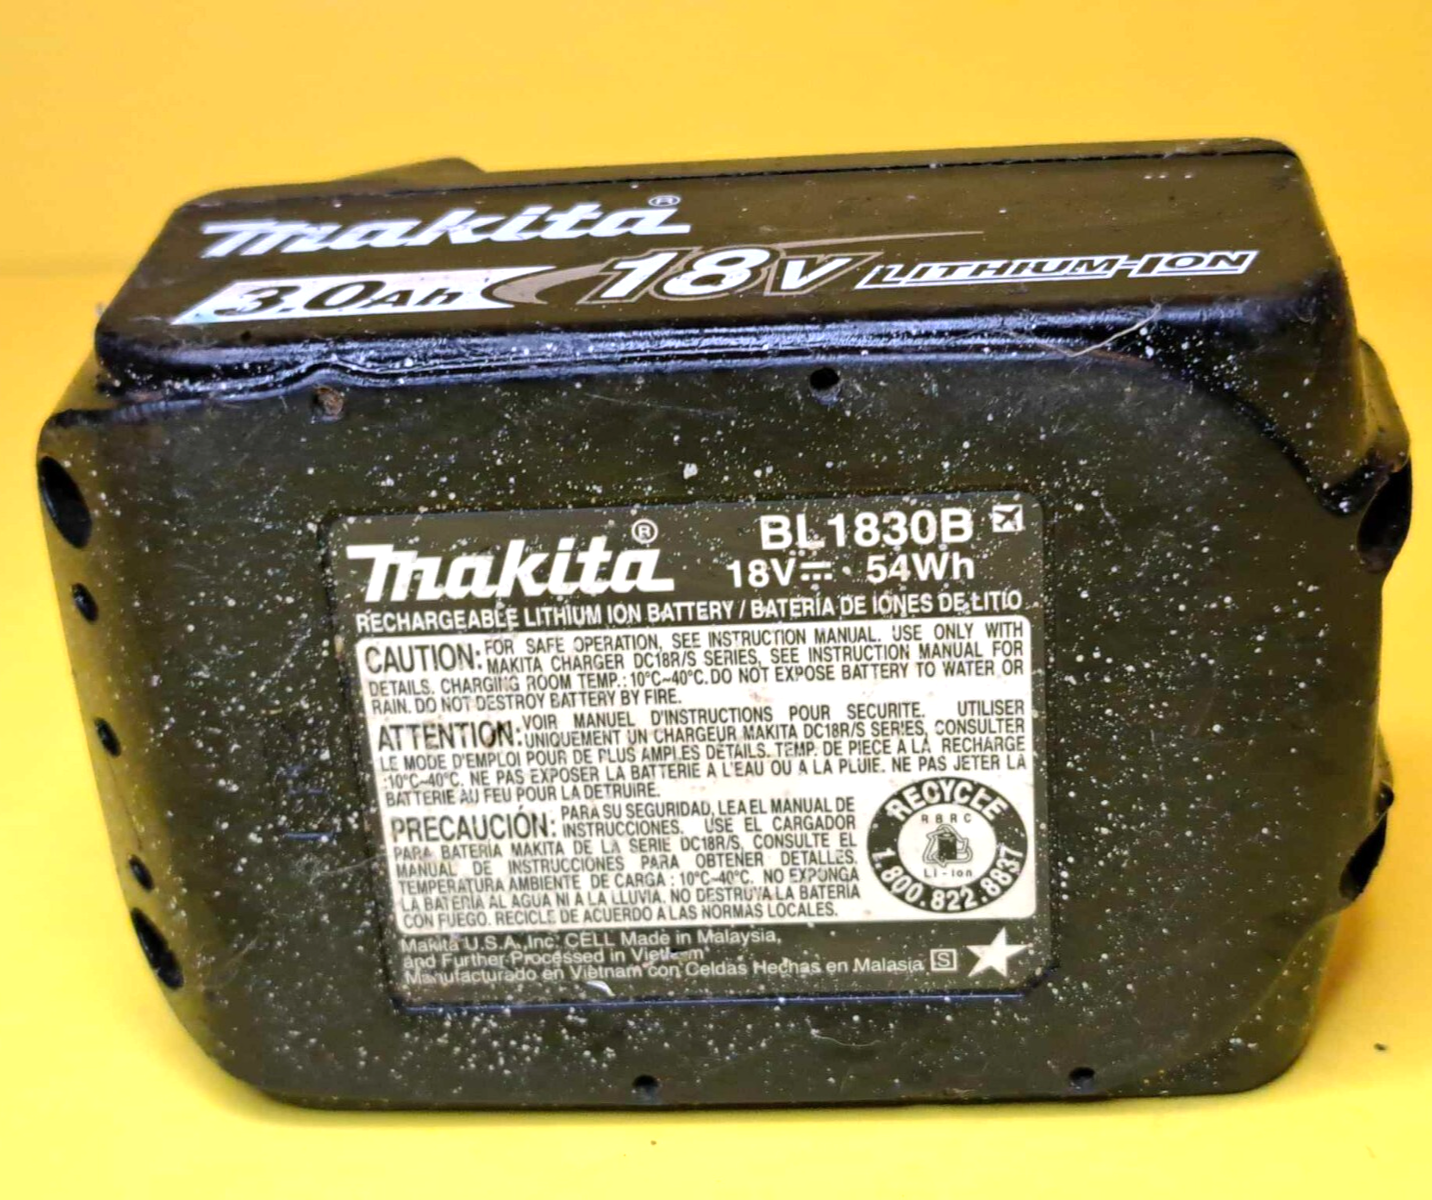 makita®
3.0Ah 18V LITHIUM-ION
makita® BL1830B
18V 54Wh
RECHARGEABLE LITHIUM ION BATTERY / BATERÍA DE IONES DE LITIO
CAUTION: FOR SAFE OPERATION, SEE INSTRUCTION MANUAL. USE ONLY WITH
MAKITA CHARGER DC18R/S SERIES, SEE INSTRUCTION MANUAL FOR
DETAILS. CHARGING ROOM TEMP.: 10°C~40°C. DO NOT EXPOSE BATTERY TO WATER OR
RAIN. DO NOT DESTROY BATTERY BY FIRE.
ATTENTION: VOIR MANUEL D'INSTRUCTIONS POUR SECURITE. UTILISER
UNIQUEMENT UN CHARGEUR MAKITA DC18R/S SERIES, CONSULTER
LE MODE D'EMPLOI POUR DE PLUS AMPLES DÉTAILS. TEMP. DE PIECE A LA RECHARGE
:10°C~40°C. NE PAS EXPOSER LA BATTERIE A L'EAU OU A LA PLUIE. NE PAS JETER LA
BATTERIE AU FEU POUR LA DETRUIRE.
PRECAUCIÓN: PARA SU SEGURIDAD, LEA EL MANUAL DE
INSTRUCCIONES. USE EL CARGADOR
PARA BATERIA MAKITA DE LA SERIE DC18R/S, CONSULTE EL
MANUAL DE INSTRUCCIONES PARA OBTENER DETALLES.
TEMPERATURA AMBIENTE DE CARGA : 10°C~40°C. NO EXPONGA
LA BATERÍA AL AGUA NI A LA LLUVIA. NO DESTRUYA LA BATERÍA
CON FUEGO. RECICLE DE ACUERDO A LAS NORMAS LOCALES.
RECYCLE
RBRC
Li-ion
1.800.822.8837
Makita U.S.A., Inc. CELL Made in Malaysia,
and Further Processed in Vietnam
Manufacturado en Vietnam con Celdas Hechas en Malasia S